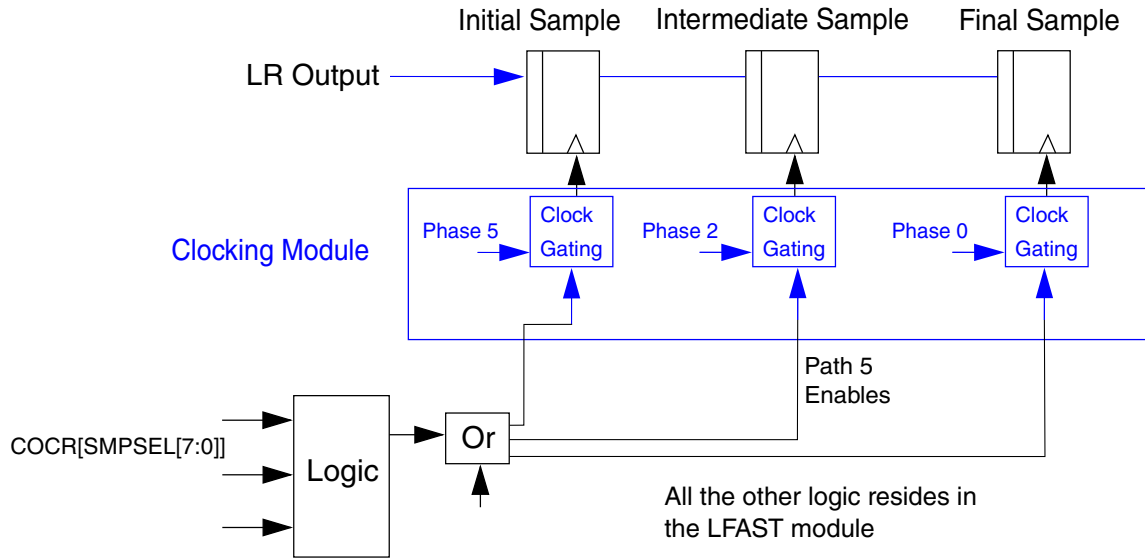 Initial Sample
Intermediate Sample
Final Sample
LR Output
Clock
Gating
Clock
Gating
Clock
Gating
Phase 5
Phase 2
Phase 0
Clocking Module
Path 5
Enables
COCR[SMPSEL[7:0]]
Logic
Or
All the other logic resides in
the LFAST module